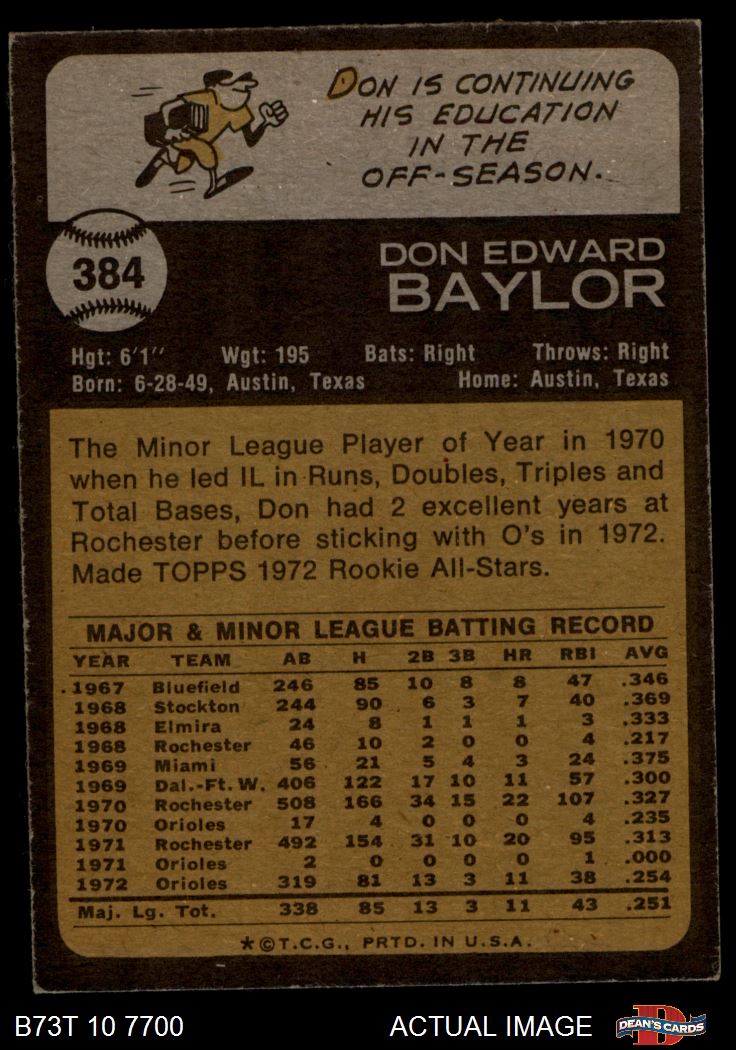 DON IS CONTINUING
HIS EDUCATION
IN THE
OFF-SEASON.
384
DON EDWARD
BAYLOR
Hgt: 6'1" Wgt: 195 Bats: Right Throws: Right
Born: 6-28-49, Austin, Texas Home: Austin, Texas
The Minor League Player of Year in 1970
when he led IL in Runs, Doubles, Triples and
Total Bases, Don had 2 excellent years at
Rochester before sticking with O's in 1972.
Made TOPPS 1972 Rookie All-Stars.
MAJOR & MINOR LEAGUE BATTING RECORD
YEAR TEAM AB H 2B 3B HR RBI AVG
1967 Bluefield 246 85 10 8 8 47 .346
1968 Stockton 244 90 6 3 7 40 .369
1968 Elmira 24 8 1 1 1 3 .333
1968 Rochester 46 10 2 0 0 4 .217
1969 Miami 56 21 5 4 3 24 .375
1969 Dal.-Ft. W. 406 122 17 10 11 57 .300
1970 Rochester 508 166 34 15 22 107 .327
1970 Orioles 17 4 0 0 0 4 .235
1971 Rochester 492 154 31 10 20 95 .313
1971 Orioles 2 0 0 0 0 1 .000
1972 Orioles 319 81 13 3 11 38 .254
Maj. Lg. Tot. 338 85 13 3 11 43 .251
*©T.C.G., PRTD. IN U.S.A.
B73T 10 7700 ACTUAL IMAGE D DEAN'S CARDS